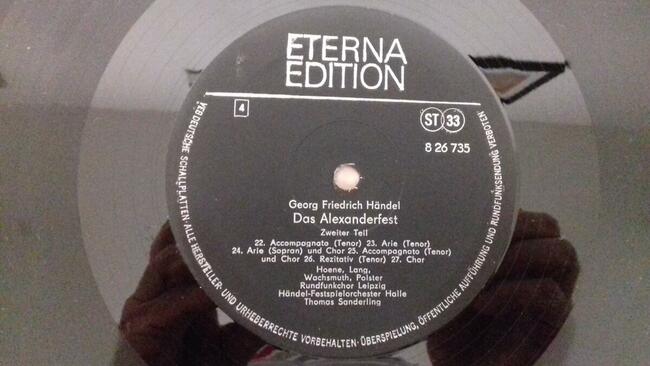 ETERNA
EDITION
4
ST 33
8 26 735
Georg Friedrich Händel
Das Alexanderfest
Zweiter Teil
22. Accompagnato (Tenor) 23. Arie (Tenor)
24. Arie (Sopran) und Chor 25. Accompagnato (Tenor)
und Chor 26. Rezitativ (Tenor) 27. Chor
Hoene, Lang,
Wachsmuth, Polster
Rundfunkchor Leipzig
Händel-Festspielorchester Halle
Thomas Sanderling
VEB DEUTSCHE SCHALLPLATTEN · ALLE HERSTELLER- UND URHEBERRECHTE VORBEHALTEN · ÜBERSPIELUNG, ÖFFENTLICHE AUFFÜHRUNG UND RUNDFUNKSENDUNG VERBOTEN